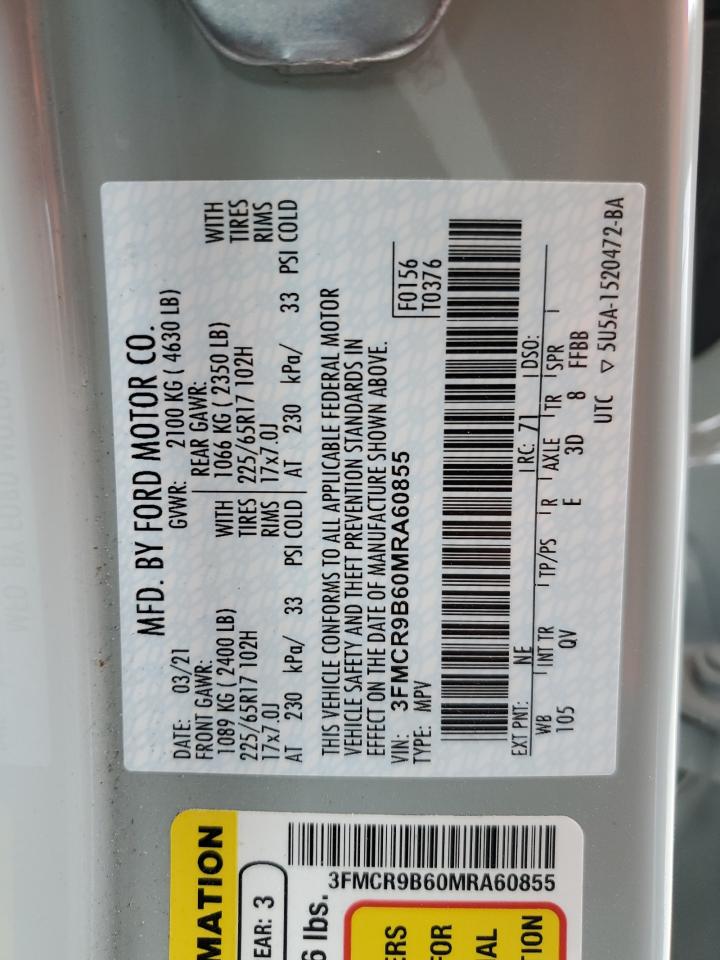 MFD. BY FORD MOTOR CO.
DATE: 03/21 GVWR: 2100 KG ( 4630 LB)
FRONT GAWR: REAR GAWR:
1089 KG ( 2400 LB) WITH 1066 KG ( 2350 LB) WITH
225/65R17 102H TIRES 225/65R17 102H TIRES
17x7.0J RIMS 17x7.0J RIMS
AT 230 kPa/ 33 PSI COLD AT 230 kPa/ 33 PSI COLD
THIS VEHICLE CONFORMS TO ALL APPLICABLE FEDERAL MOTOR
VEHICLE SAFETY AND THEFT PREVENTION STANDARDS IN
EFFECT ON THE DATE OF MANUFACTURE SHOWN ABOVE.
VIN: 3FMCR9B60MRA60855 F0156
TYPE: MPV T0376
EXT PNT: NE RC: 71 DSO:
WB INT TR TP/PS R AXLE TR SPR
105 QV E 3D 8 FFBB
UTC ▽ 5U5A-1520472-BA
MATION
EAR: 3
3FMCR9B60MRA60855
6 lbs.
ERS
FOR
AL
TION